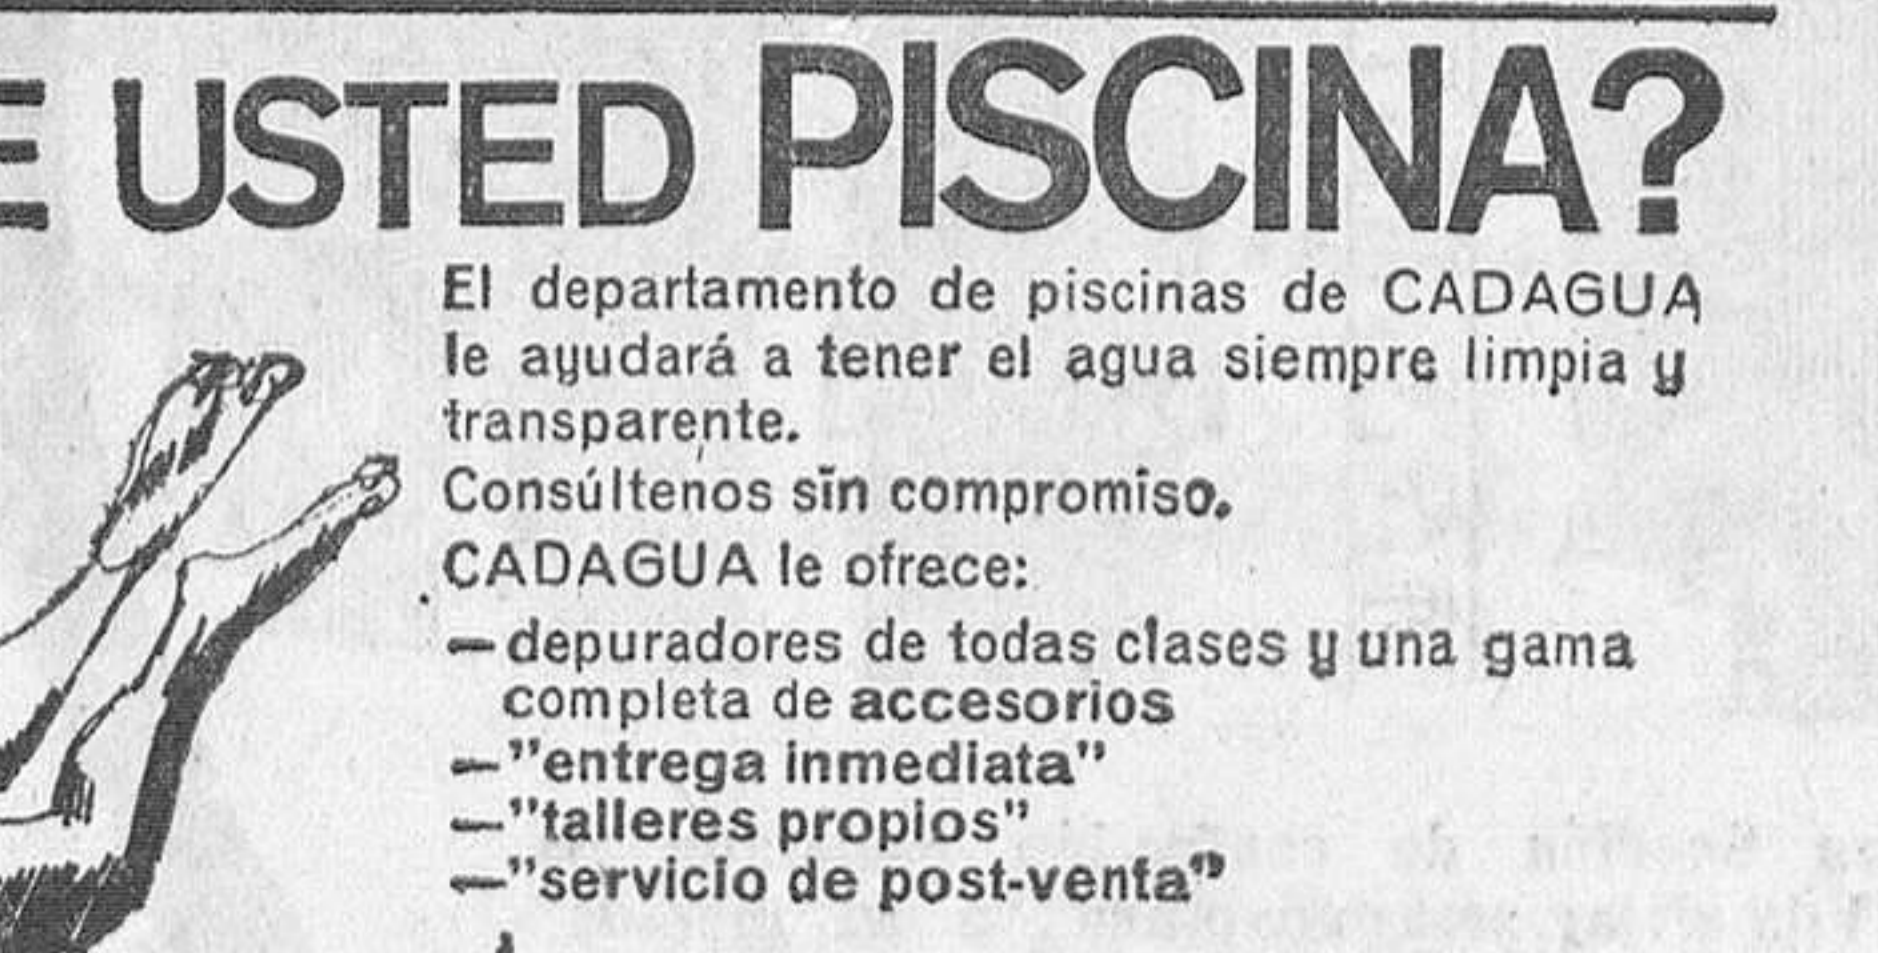 E USTED PISCINA?
El departamento de piscinas de CADAGUA
le ayudará a tener el agua siempre limpia y
transparente.
Consúltenos sin compromiso.
CADAGUA le ofrece:
— depuradores de todas clases y una gama
completa de accesorios
—"entrega inmediata"
—"talleres propios"
—"servicio de post-venta"